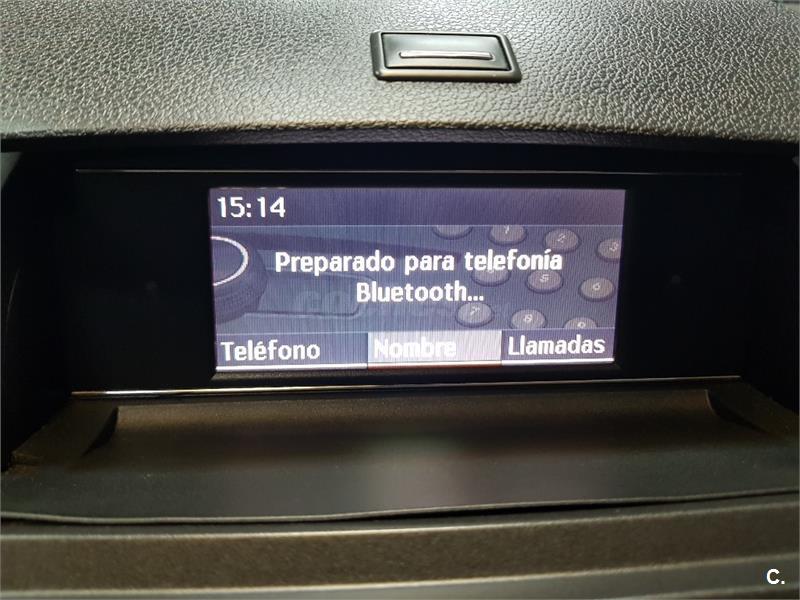 15:14
Preparado para telefonía
Bluetooth...
Teléfono Nombre Llamadas
C.